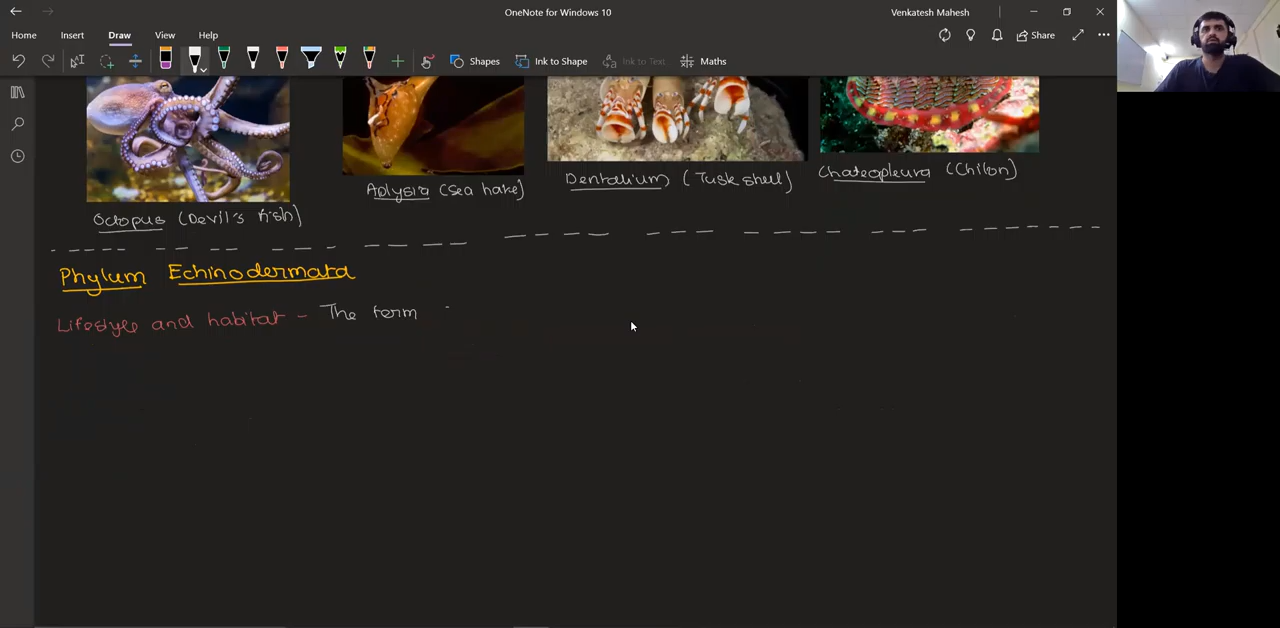 OneNote for Windows 10
Venkatesh Mahesh
Home Insert Draw View Help
Share
Shapes Ink to Shape Ink to Text Maths
Octopus (Devil's fish)
Aplysia (Sea hare)
Dentalium (Tusk shell)
Chateopleura (Chiton)
Phylum Echinodermata
Lifestyle and habitat - The term '